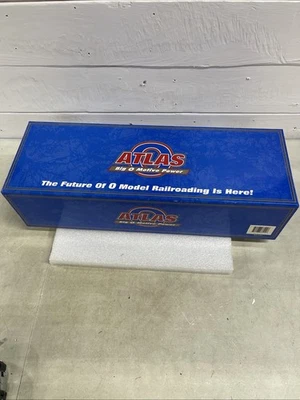 ATLAS
Big O Motive Power
The Future Of O Model Railroading Is Here!
ATLAS
Big O Motive Power